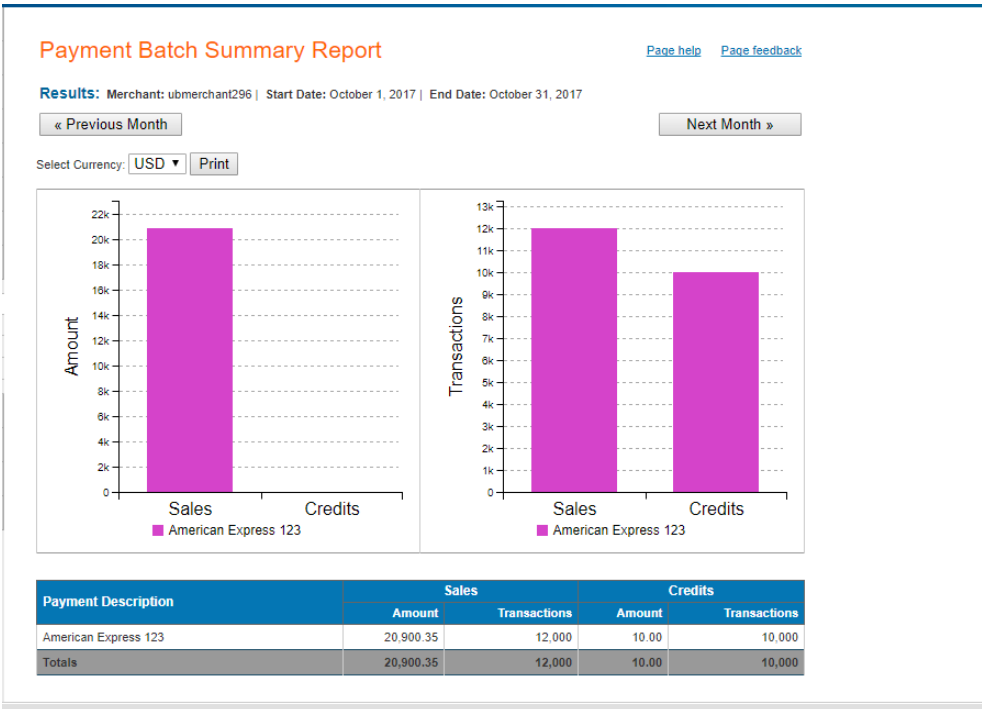 Payment Batch Summary Report
Page help Page feedback
Results: Merchant: ubmerchant296 | Start Date: October 1, 2017 | End Date: October 31, 2017
« Previous Month Next Month »
Select Currency: USD ▼ Print
22k
20k
18k
16k
14k
12k
10k
8k
6k
4k
2k
0
Amount
Sales Credits
American Express 123
13k
12k
11k
10k
9k
8k
7k
6k
5k
4k
3k
2k
1k
0
Transactions
Sales Credits
American Express 123
Payment Description Sales Credits
Amount Transactions Amount Transactions
American Express 123 20,900.35 12,000 10.00 10,000
Totals 20,900.35 12,000 10.00 10,000